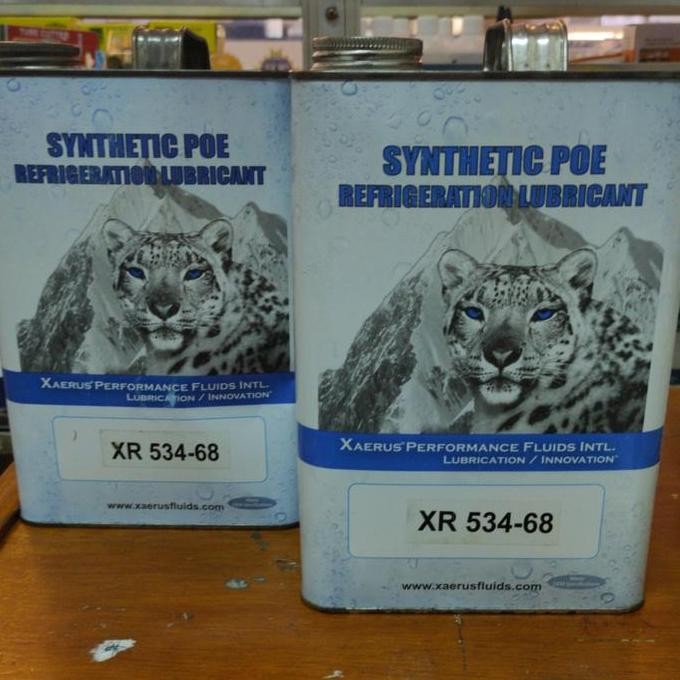 SYNTHETIC POE
REFRIGERATION LUBRICANT
XAERUS® PERFORMANCE FLUIDS INTL.
LUBRICATION / INNOVATION
XR 534-68
www.xaerusfluids.com
SYNTHETIC POE
REFRIGERATION LUBRICANT
XAERUS® PERFORMANCE FLUIDS INTL.
LUBRICATION / INNOVATION
XR 534-68
www.xaerusfluids.com